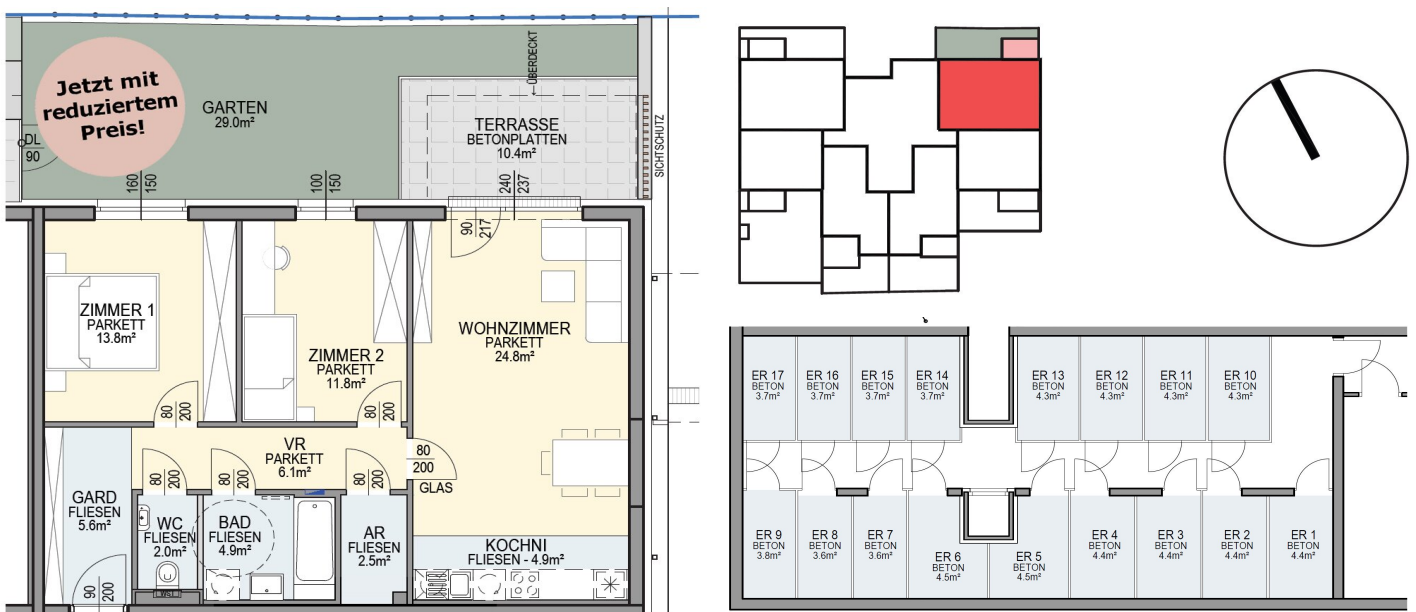 Jetzt mit
reduziertem
Preis!
GARTEN
29.0m²
DL
90
←ÜBERDECKT
TERRASSE
BETONPLATTEN
10.4m²
SICHTSCHUTZ
160
150
100
150
240
237
90
217
ZIMMER 1
PARKETT
13.8m²
ZIMMER 2
PARKETT
11.8m²
WOHNZIMMER
PARKETT
24.8m²
80
200
80
200
VR
PARKETT
6.1m²
80
200
GLAS
80
200
80
200
80
200
GARD
FLIESEN
5.6m²
WC
FLIESEN
2.0m²
BAD
FLIESEN
4.9m²
AR
FLIESEN
2.5m²
KOCHNI
FLIESEN - 4.9m²
90
200
ER 17
BETON
3.7m²
ER 16
BETON
3.7m²
ER 15
BETON
3.7m²
ER 14
BETON
3.7m²
ER 13
BETON
4.3m²
ER 12
BETON
4.3m²
ER 11
BETON
4.3m²
ER 10
BETON
4.3m²
ER 9
BETON
3.8m²
ER 8
BETON
3.6m²
ER 7
BETON
3.6m²
ER 6
BETON
4.5m²
ER 5
BETON
4.5m²
ER 4
BETON
4.4m²
ER 3
BETON
4.4m²
ER 2
BETON
4.4m²
ER 1
BETON
4.4m²